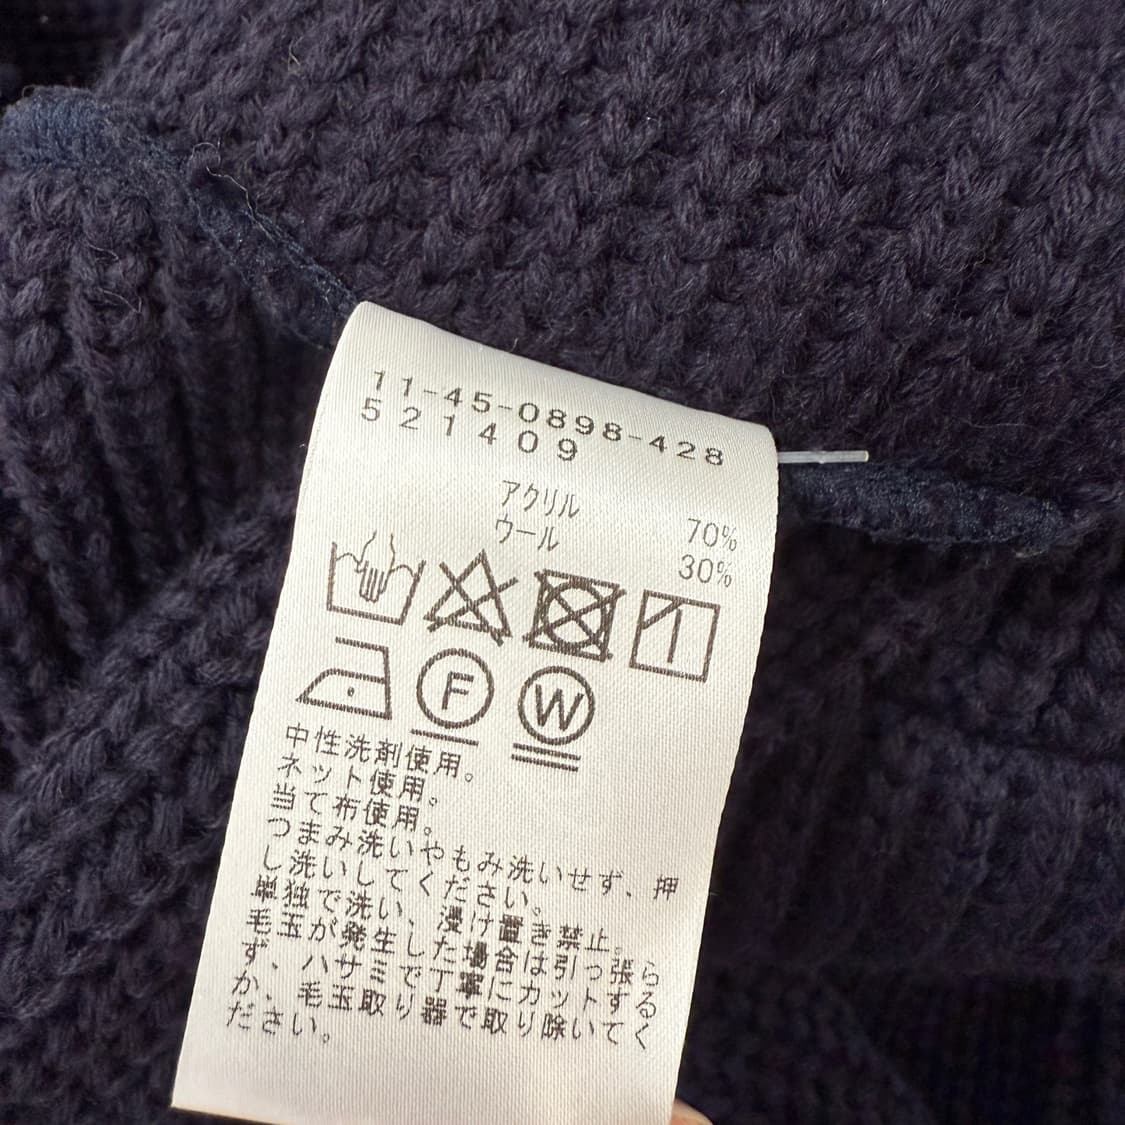 11-45-0898-428
521409
アクリル 70%
ウール 30%
F W
中性洗剤使用。
ネット使用。
当て布使用。
つまみ洗いやもみ洗いせず、押
し洗いしてください。
単独で洗い、浸け置き禁止。
毛玉が発生した場合は引っ張ら
ず、ハサミで丁寧にカットする
か、毛玉取り器で取り除いてく
ださい。